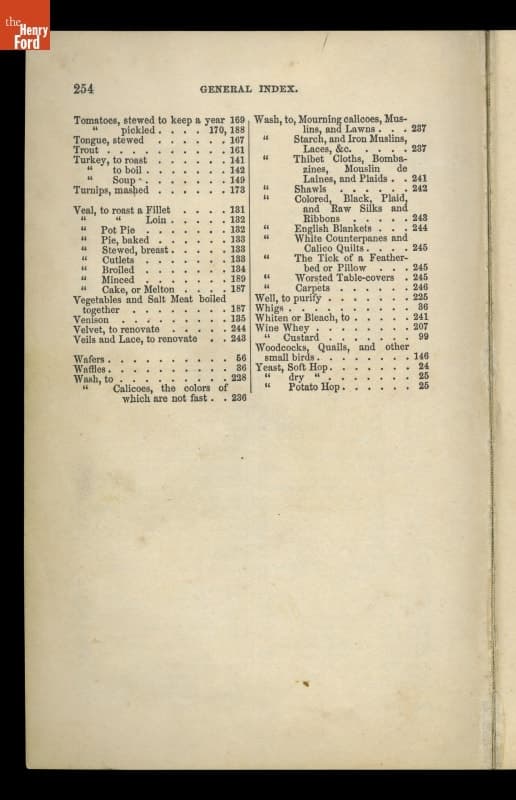 the
Henry
Ford
254 GENERAL INDEX.
Tomatoes, stewed to keep a year 169
" pickled . . . . 170, 188
Tongue, stewed . . . . . . 167
Trout . . . . . . . . . . 161
Turkey, to roast . . . . . . 141
" to boil . . . . . . . 142
" Soup . . . . . . . 149
Turnips, mashed . . . . . . 173
Veal, to roast a Fillet . . . . 131
" " Loin . . . . . 132
" Pot Pie . . . . . . . 132
" Pie, baked . . . . . . 133
" Stewed, breast . . . . . 133
" Cutlets . . . . . . . 133
" Broiled . . . . . . . 134
" Minced . . . . . . . 189
" Cake, or Melton . . . . 187
Vegetables and Salt Meat boiled
together . . . . . . . . 187
Venison . . . . . . . . . 135
Velvet, to renovate . . . . . 244
Veils and Lace, to renovate . . 243
Wafers . . . . . . . . . . 56
Waffles . . . . . . . . . . 36
Wash, to . . . . . . . . . 228
" Calicoes, the colors of
which are not fast . . 236
Wash, to, Mourning calicoes, Mus-
lins, and Lawns . . . 237
" Starch, and Iron Muslins,
Laces, &c. . . . . 237
" Thibet Cloths, Bomba-
zines, Mouslin de
Laines, and Plaids . . 241
" Shawls . . . . . . 242
" Colored, Black, Plaid,
and Raw Silks and
Ribbons . . . . . 243
" English Blankets . . . 244
" White Counterpanes and
Calico Quilts . . . . 245
" The Tick of a Feather-
bed or Pillow . . . 245
" Worsted Table-covers . 245
" Carpets . . . . . . 246
Well, to purify . . . . . . . 225
Whigs . . . . . . . . . . 36
Whiten or Bleach, to . . . . . 241
Wine Whey . . . . . . . . 207
" Custard . . . . . . . 99
Woodcocks, Quails, and other
small birds . . . . . . . . 146
Yeast, Soft Hop . . . . . . . 24
" dry " . . . . . . . 25
" Potato Hop . . . . . . 25